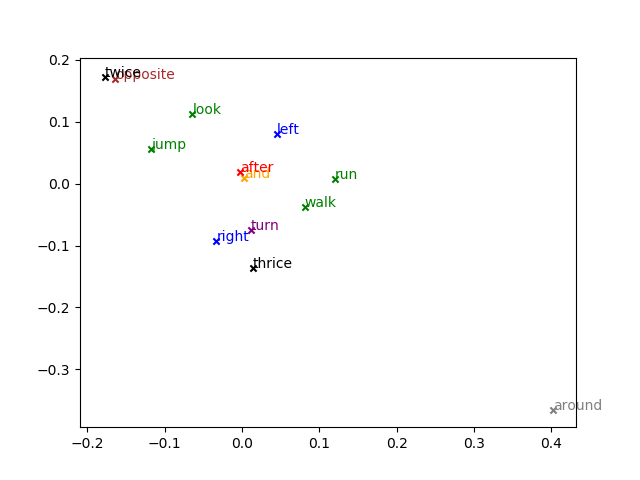 0.2
0.1
0.0
−0.1
−0.2
−0.3
twice
opposite
look
left
jump
after
and
run
walk
turn
right
thrice
around
−0.2 −0.1 0.0 0.1 0.2 0.3 0.4